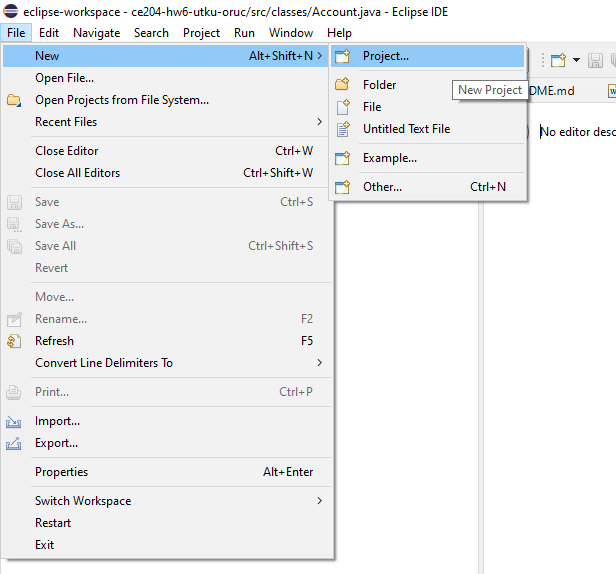 eclipse-workspace - ce204-hw6-utku-oruc/src/classes/Account.java - Eclipse IDE
File Edit Navigate Search Project Run Window Help
New Alt+Shift+N
Open File...
Open Projects from File System...
Recent Files
Close Editor Ctrl+W
Close All Editors Ctrl+Shift+W
Save Ctrl+S
Save As...
Save All Ctrl+Shift+S
Revert
Move...
Rename... F2
Refresh F5
Convert Line Delimiters To
Print... Ctrl+P
Import...
Export...
Properties Alt+Enter
Switch Workspace
Restart
Exit
Project...
Folder
File
Untitled Text File
Example...
Other... Ctrl+N
New Project
DME.md
No editor desc